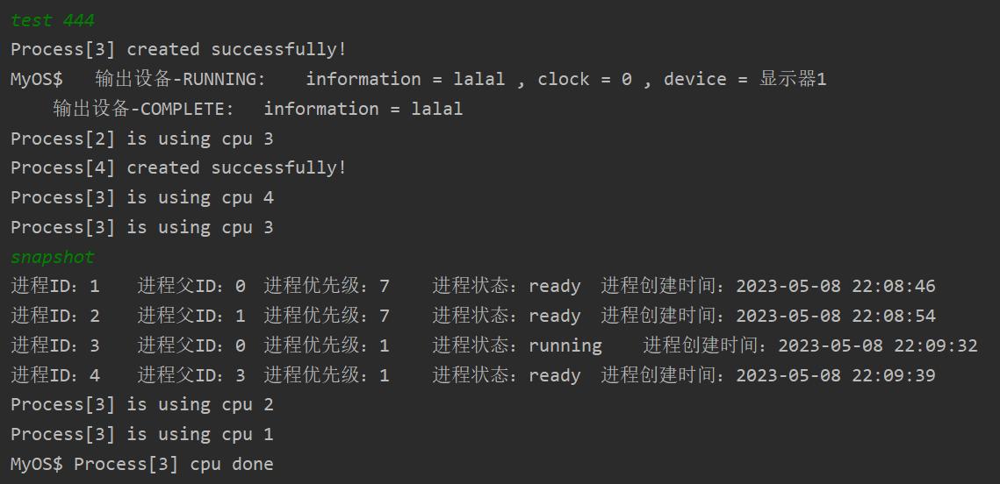 test 444
Process[3] created successfully!
MyOS$   输出设备-RUNNING:    information = lalal , clock = 0 , device = 显示器1
    输出设备-COMPLETE:   information = lalal
Process[2] is using cpu 3
Process[4] created successfully!
Process[3] is using cpu 4
Process[3] is using cpu 3
snapshot
进程ID：1    进程父ID：0  进程优先级：7    进程状态：ready  进程创建时间：2023-05-08 22:08:46
进程ID：2    进程父ID：1  进程优先级：7    进程状态：ready  进程创建时间：2023-05-08 22:08:54
进程ID：3    进程父ID：0  进程优先级：1    进程状态：running    进程创建时间：2023-05-08 22:09:32
进程ID：4    进程父ID：3  进程优先级：1    进程状态：ready  进程创建时间：2023-05-08 22:09:39
Process[3] is using cpu 2
Process[3] is using cpu 1
MyOS$ Process[3] cpu done